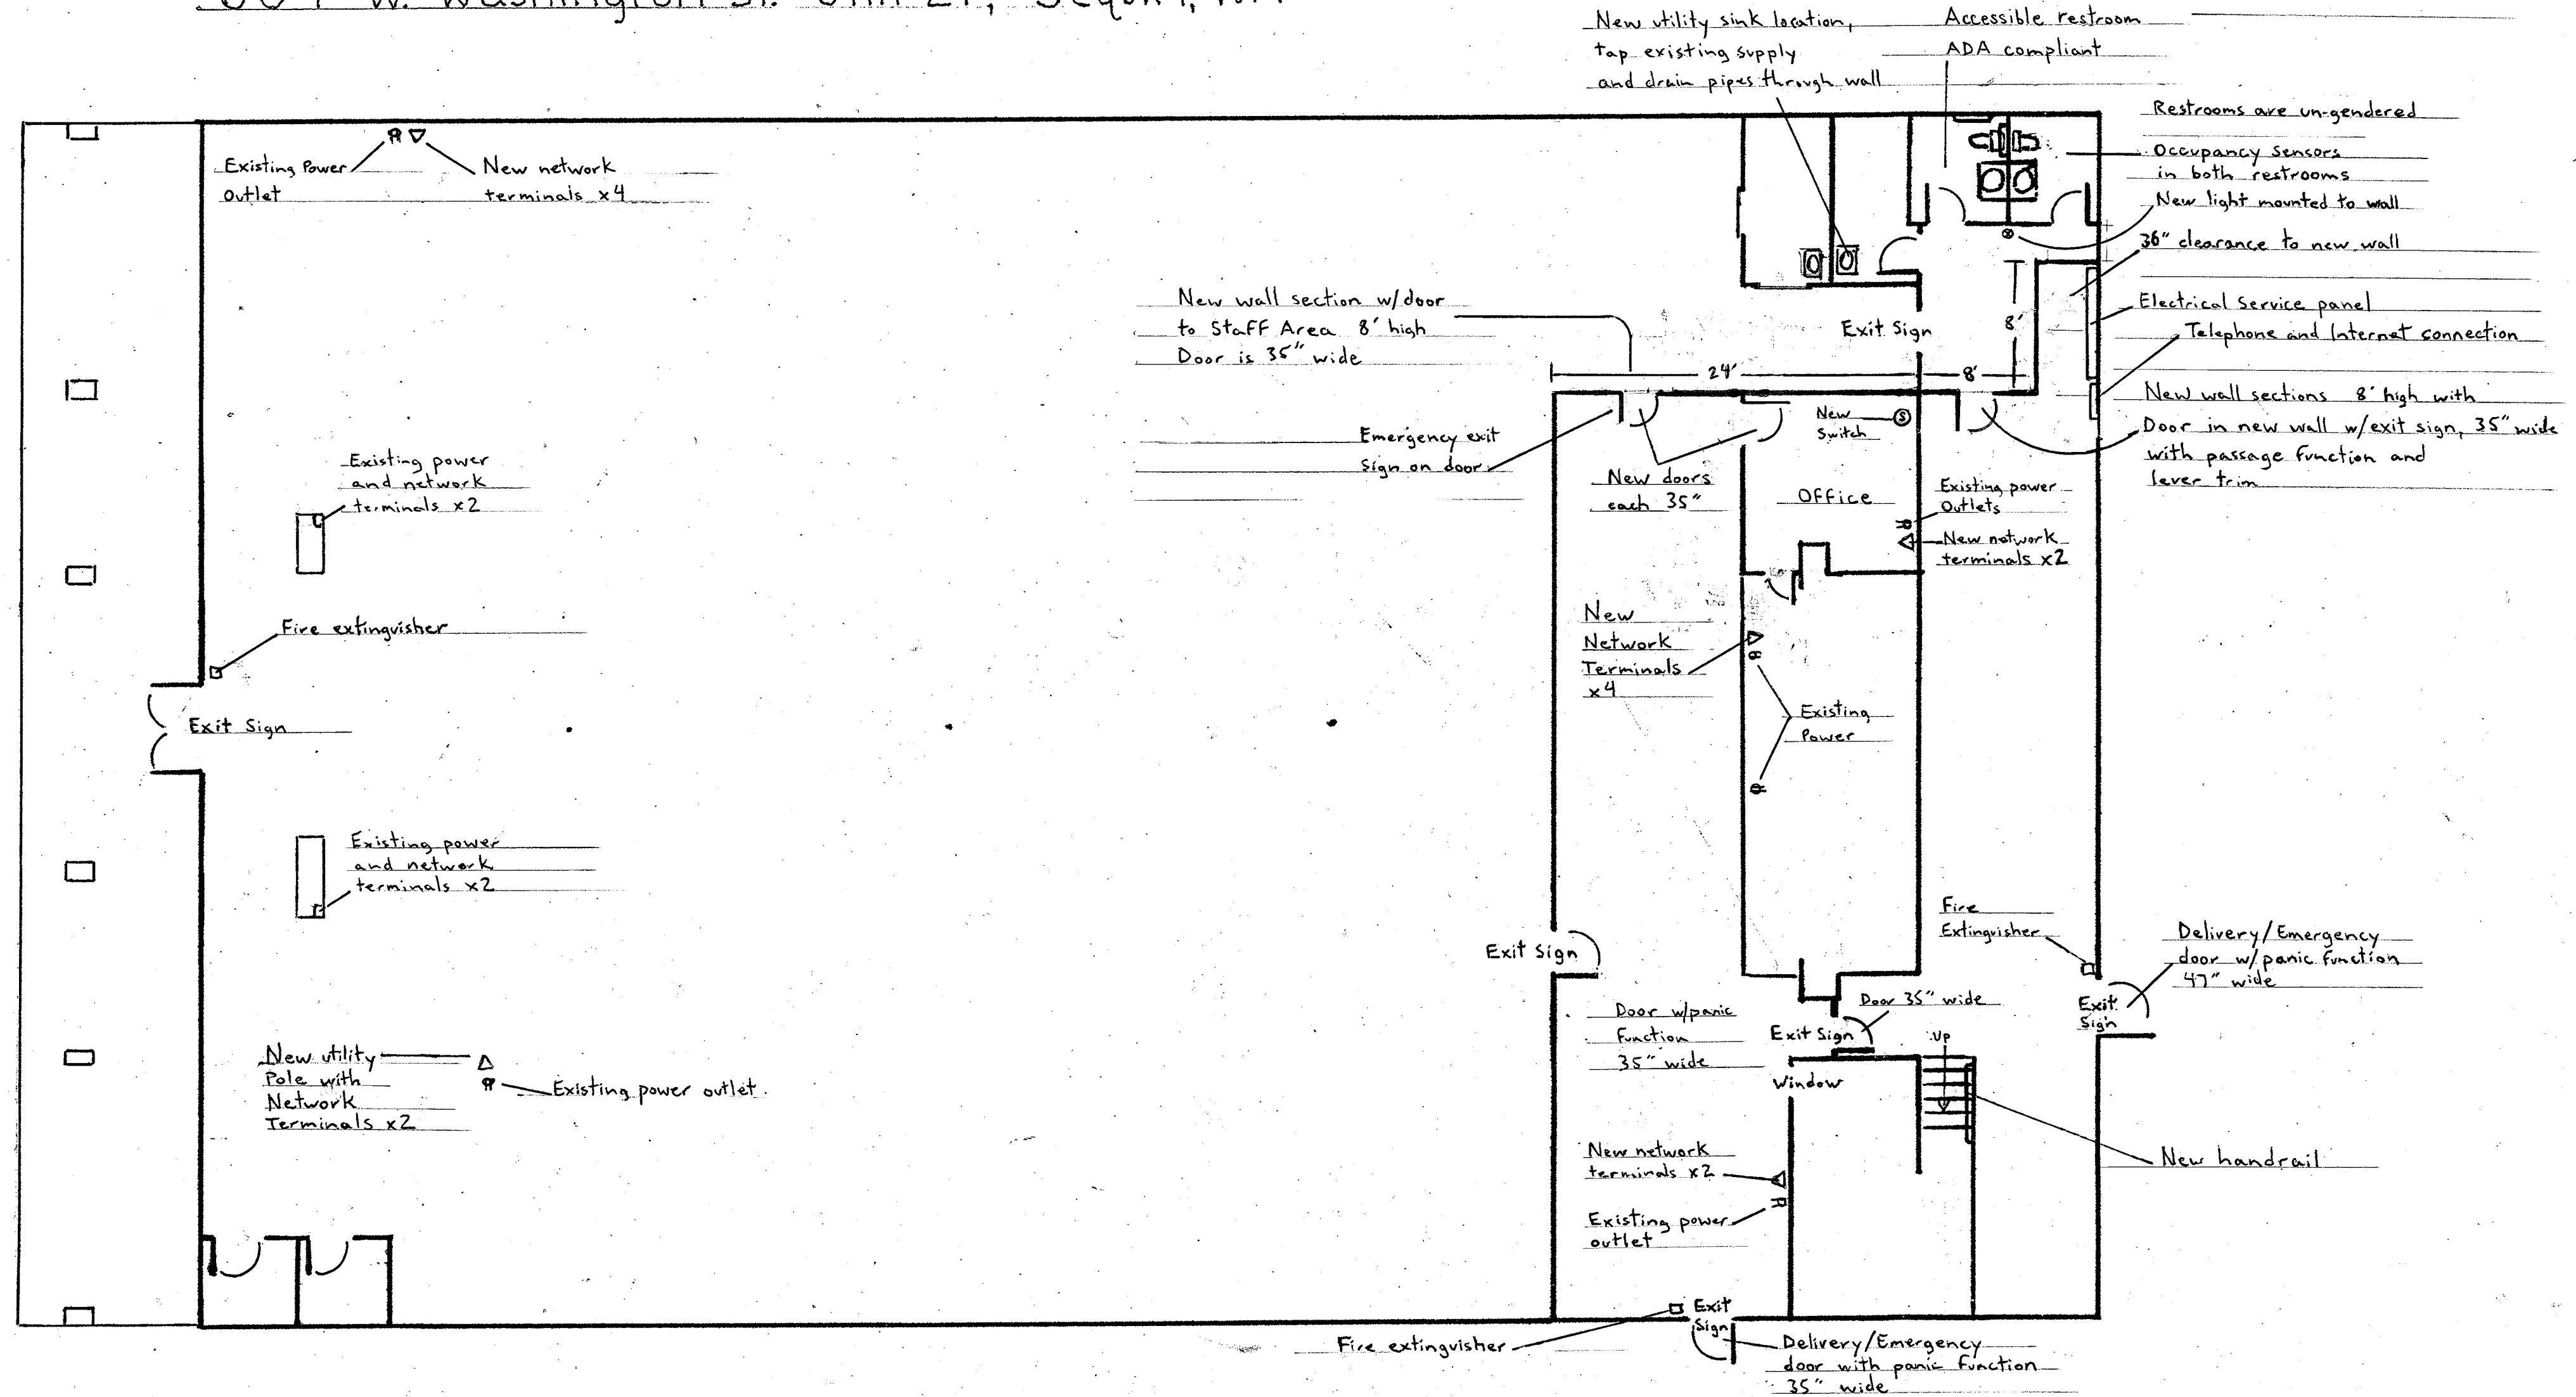 W. Washington St. Unit
New utility sink location,
tap existing supply
and drain pipes through wall
Accessible restroom
ADA compliant
Restrooms are un-gendered
Occupancy sensors
in both restrooms
New light mounted to wall
36" clearance to new wall
Electrical service panel
Telephone and Internet connection
New wall sections 8' high with
Door in new wall w/exit sign, 35" wide
with passage function and
lever trim
Existing Power
Outlet
New network
terminals x4
New wall section w/door
to Staff Area 8' high
Door is 35" wide
Exit Sign
8'
24'
8'
Emergency exit
Sign on door
New
Switch
S
New doors
each 35"
Office
Existing power
Outlets
New network
terminals x2
Existing power
and network
terminals x2
Fire extinguisher
Exit Sign
New
Network
Terminals
x4
Existing
Power
Existing power
and network
terminals x2
Fire
Extinguisher
Exit Sign
Delivery/Emergency
door w/panic function
47" wide
Exit
Sign
Door w/panic
Function
35" wide
Door 35" wide
Exit Sign
Up
Window
New utility
Pole with
Network
Terminals x2
Existing power outlet.
New network
terminals x2
Existing power
outlet
New handrail
Exit
Sign
Fire extinguisher
Delivery/Emergency
door with panic function
35" wide